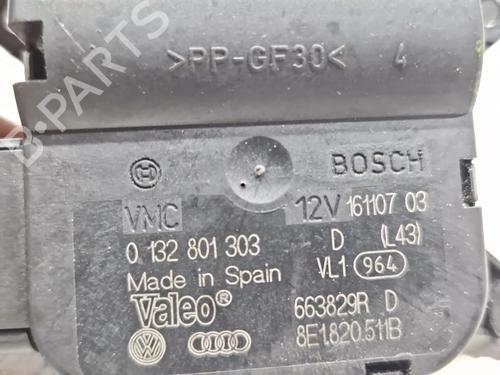 >PP-GF30< 4
B-PARTS
BOSCH
VMC 12V 161107 03
0 132 801 303 D (L43)
Made in Spain VL1 964
Valeo® 663829R D
8E1.820.511B